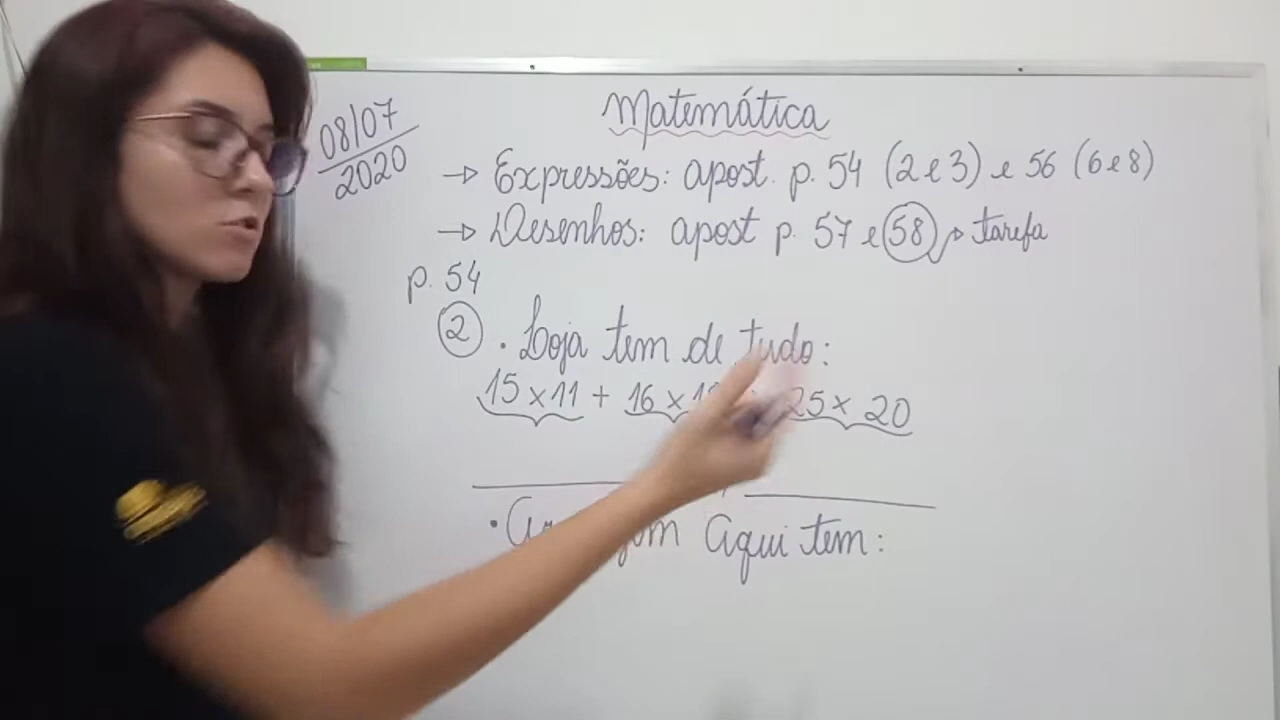 08/07
2020
Matemática
→ Expressões: apost. p. 54 (2 e 3) e 56 (6 e 8)
→ Desenhos: apost p. 57 e 58 → tarefa
p. 54
2 . Loja tem de tudo:
15 x 11 + 16 x 25 x 20
Aqui tem: